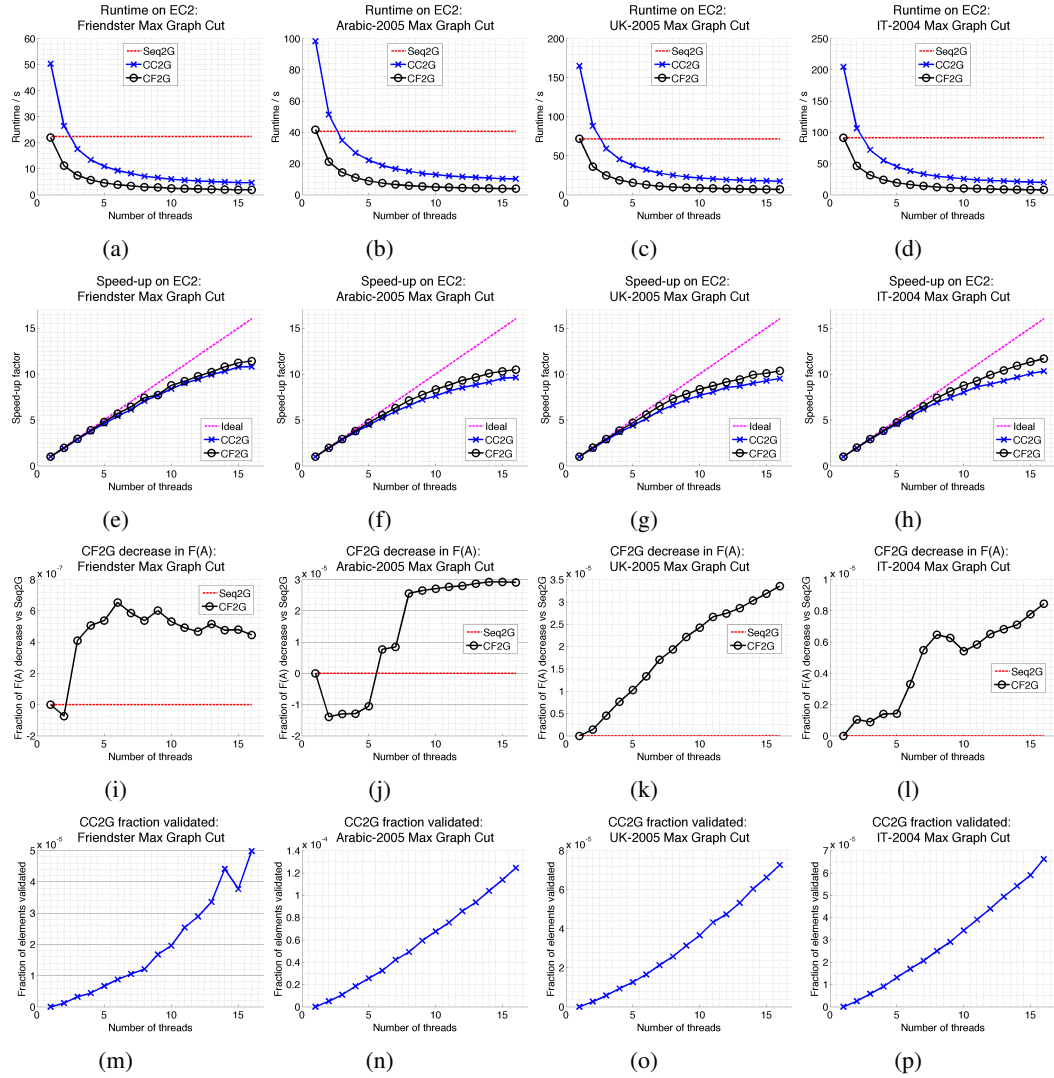 Runtime on EC2:
Friendster Max Graph Cut
60
50
40
30
20
10
0
Runtime / s
Seq2G
CC2G
CF2G
0 5 10 15
Number of threads
(a)
Runtime on EC2:
Arabic-2005 Max Graph Cut
100
80
60
40
20
0
Runtime / s
Seq2G
CC2G
CF2G
0 5 10 15
Number of threads
(b)
Runtime on EC2:
UK-2005 Max Graph Cut
200
150
100
50
0
Runtime / s
Seq2G
CC2G
CF2G
0 5 10 15
Number of threads
(c)
Runtime on EC2:
IT-2004 Max Graph Cut
250
200
150
100
50
0
Runtime / s
Seq2G
CC2G
CF2G
0 5 10 15
Number of threads
(d)
Speed-up on EC2:
Friendster Max Graph Cut
15
10
5
0
Speed-up factor
Ideal
CC2G
CF2G
0 5 10 15
Number of threads
(e)
Speed-up on EC2:
Arabic-2005 Max Graph Cut
15
10
5
0
Speed-up factor
Ideal
CC2G
CF2G
0 5 10 15
Number of threads
(f)
Speed-up on EC2:
UK-2005 Max Graph Cut
15
10
5
0
Speed-up factor
Ideal
CC2G
CF2G
0 5 10 15
Number of threads
(g)
Speed-up on EC2:
IT-2004 Max Graph Cut
15
10
5
0
Speed-up factor
Ideal
CC2G
CF2G
0 5 10 15
Number of threads
(h)
CF2G decrease in F(A):
Friendster Max Graph Cut
x 10-7
8
6
4
2
0
-2
Fraction of F(A) decrease vs Seq2G
Seq2G
CF2G
0 5 10 15
Number of threads
(i)
CF2G decrease in F(A):
Arabic-2005 Max Graph Cut
x 10-5
3
2
1
0
-1
-2
Fraction of F(A) decrease vs Seq2G
Seq2G
CF2G
0 5 10 15
Number of threads
(j)
CF2G decrease in F(A):
UK-2005 Max Graph Cut
x 10-5
3.5
3
2.5
2
1.5
1
0.5
0
Fraction of F(A) decrease vs Seq2G
Seq2G
CF2G
0 5 10 15
Number of threads
(k)
CF2G decrease in F(A):
IT-2004 Max Graph Cut
x 10-5
1
0.8
0.6
0.4
0.2
0
Fraction of F(A) decrease vs Seq2G
Seq2G
CF2G
0 5 10 15
Number of threads
(l)
CC2G fraction validated:
Friendster Max Graph Cut
x 10-5
5
4
3
2
1
0
Fraction of elements validated
0 5 10 15
Number of threads
(m)
CC2G fraction validated:
Arabic-2005 Max Graph Cut
x 10-4
1.4
1.2
1
0.8
0.6
0.4
0.2
0
Fraction of elements validated
0 5 10 15
Number of threads
(n)
CC2G fraction validated:
UK-2005 Max Graph Cut
x 10-5
8
6
4
2
0
Fraction of elements validated
0 5 10 15
Number of threads
(o)
CC2G fraction validated:
IT-2004 Max Graph Cut
x 10-5
7
6
5
4
3
2
1
0
Fraction of elements validated
0 5 10 15
Number of threads
(p)